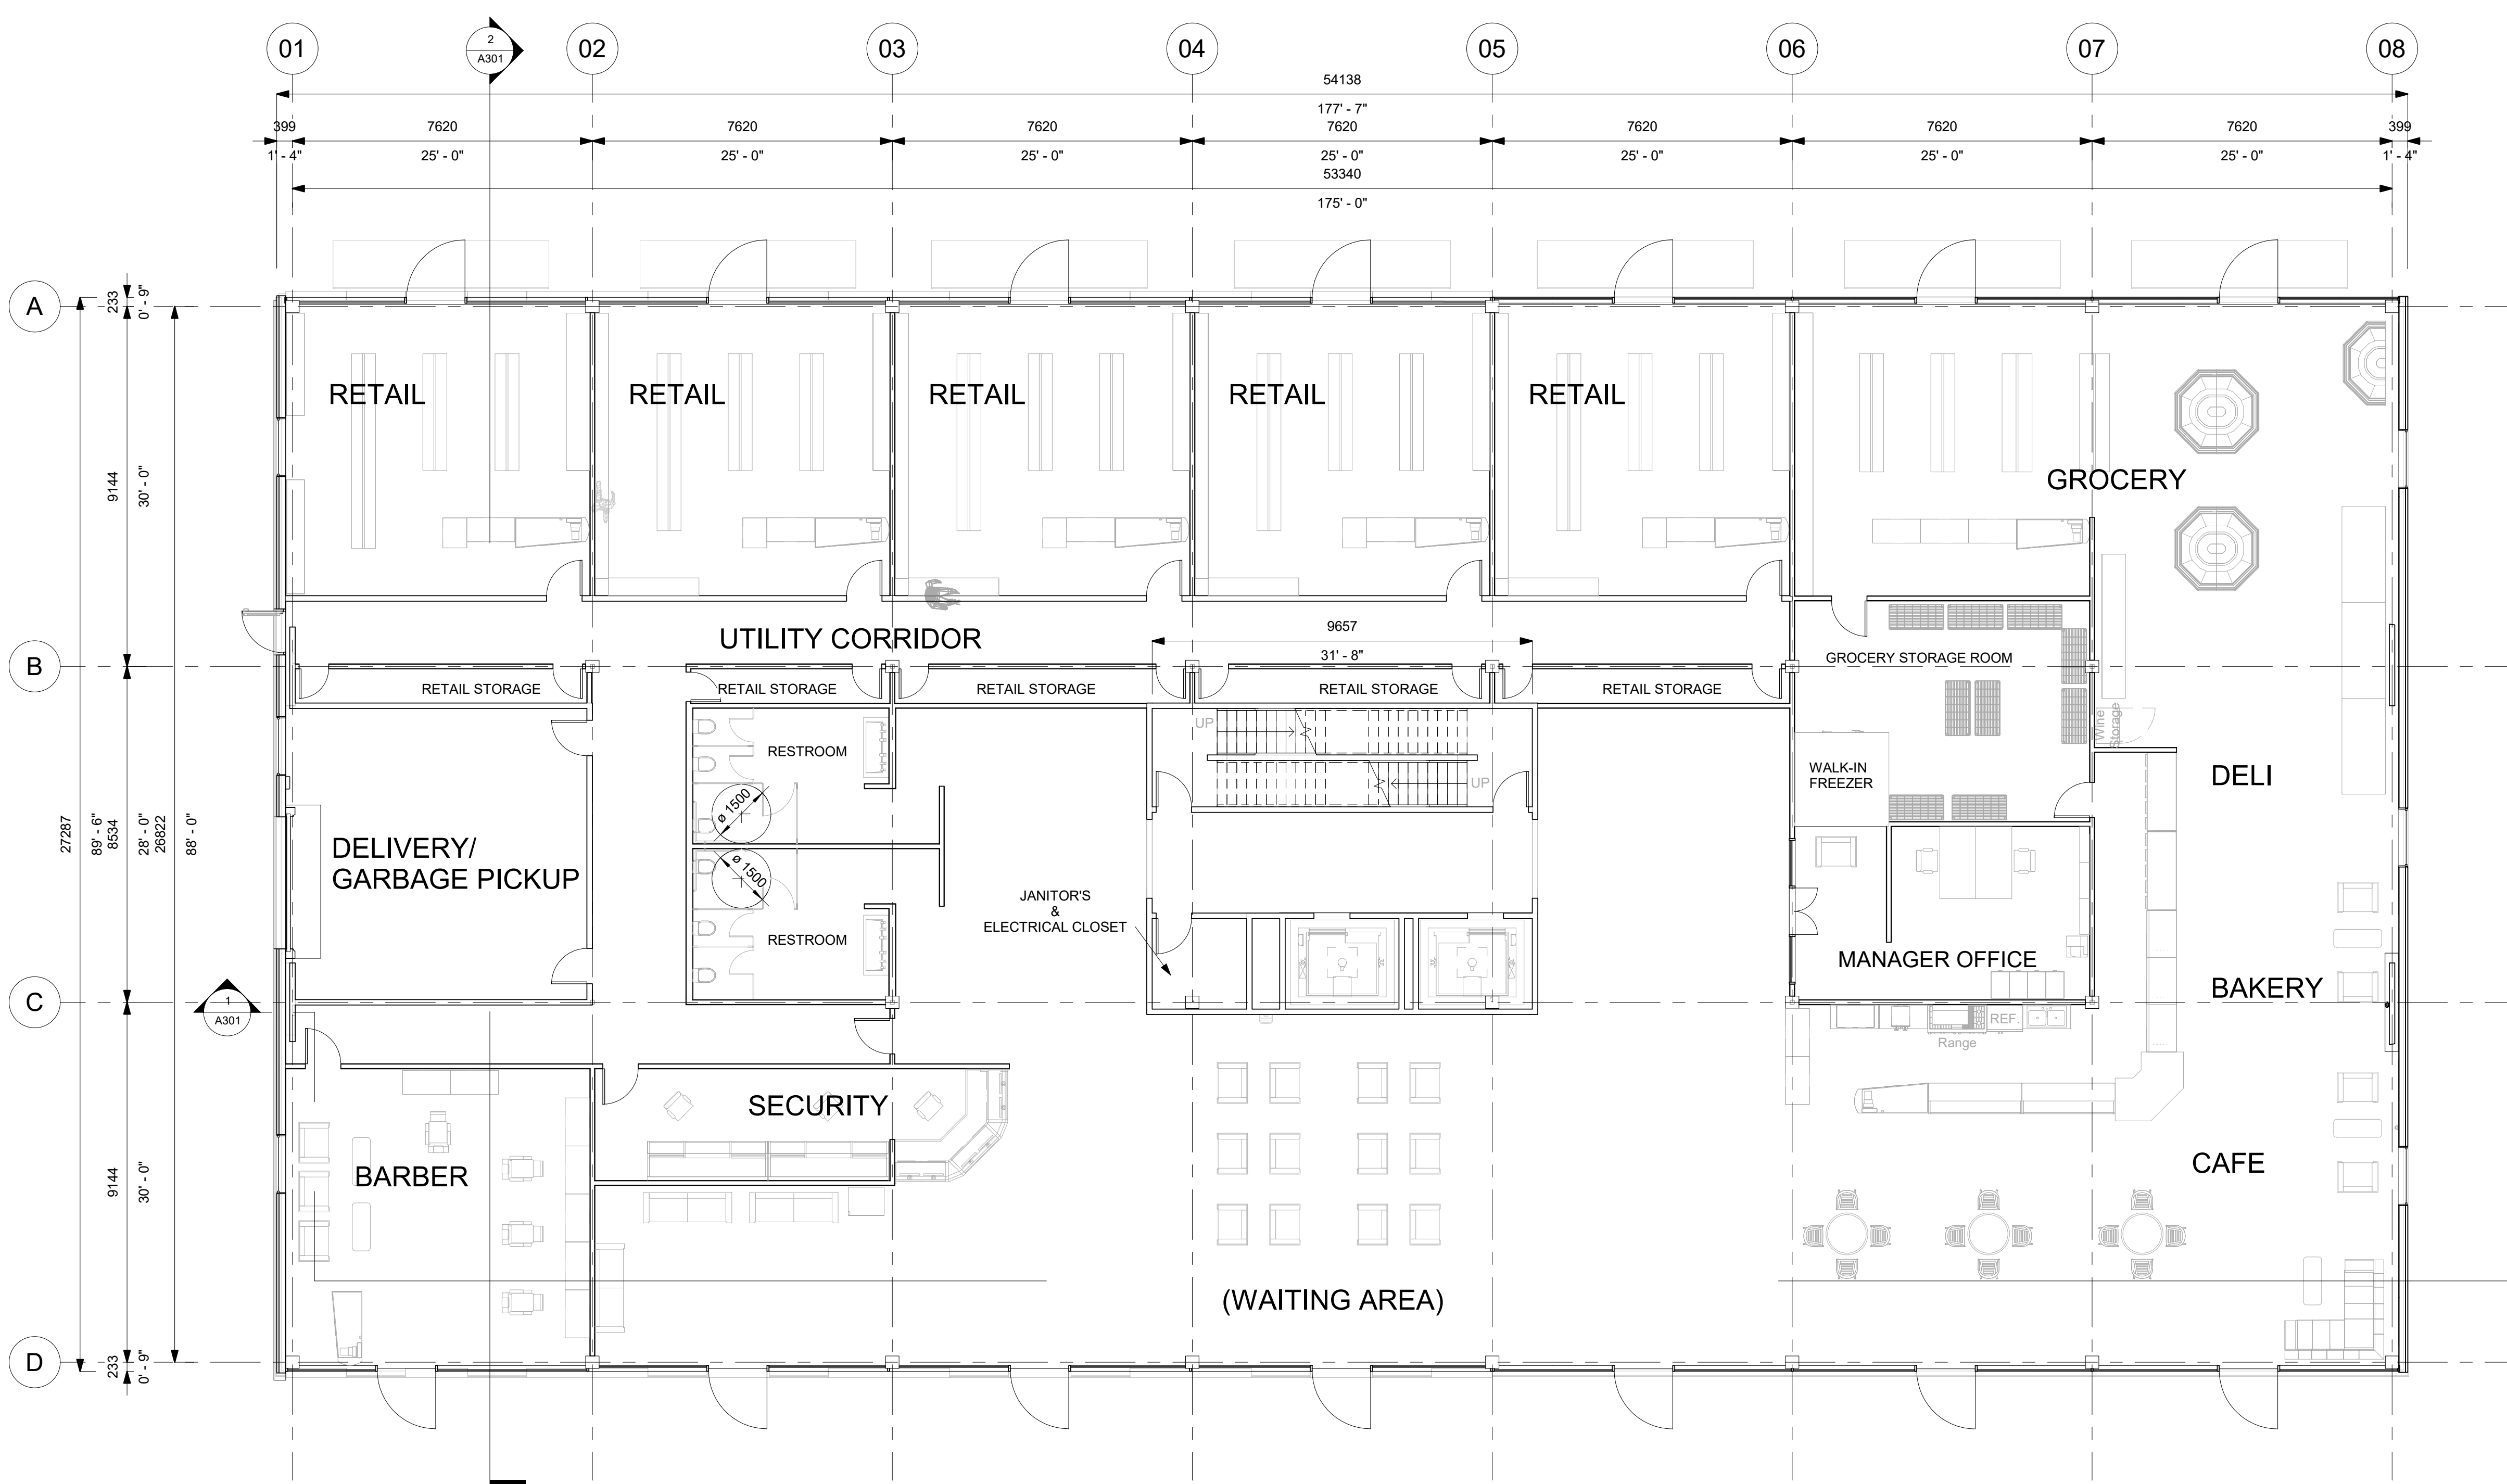 01
2
A301
02
03
04
05
06
07
08
54138
177' - 7"
399
7620
7620
7620
7620
7620
7620
7620
399
1' - 4"
25' - 0"
25' - 0"
25' - 0"
25' - 0"
25' - 0"
25' - 0"
25' - 0"
1' - 4"
53340
175' - 0"
A
233
0' - 9"
RETAIL
RETAIL
RETAIL
RETAIL
RETAIL
GROCERY
9144
30' - 0"
UTILITY CORRIDOR
9657
31' - 8"
B
GROCERY STORAGE ROOM
RETAIL STORAGE
RETAIL STORAGE
RETAIL STORAGE
RETAIL STORAGE
RETAIL STORAGE
UP
Wine
Storage
RESTROOM
UP
WALK-IN
FREEZER
DELI
ø 1500
27287
89' - 6"
8534
28' - 0"
26822
88' - 0"
DELIVERY/
GARBAGE PICKUP
ø 1500
JANITOR'S
&
ELECTRICAL CLOSET
RESTROOM
MANAGER OFFICE
BAKERY
C
1
A301
REF.
Range
SECURITY
BARBER
CAFE
9144
30' - 0"
(WAITING AREA)
D
233
0' - 9"